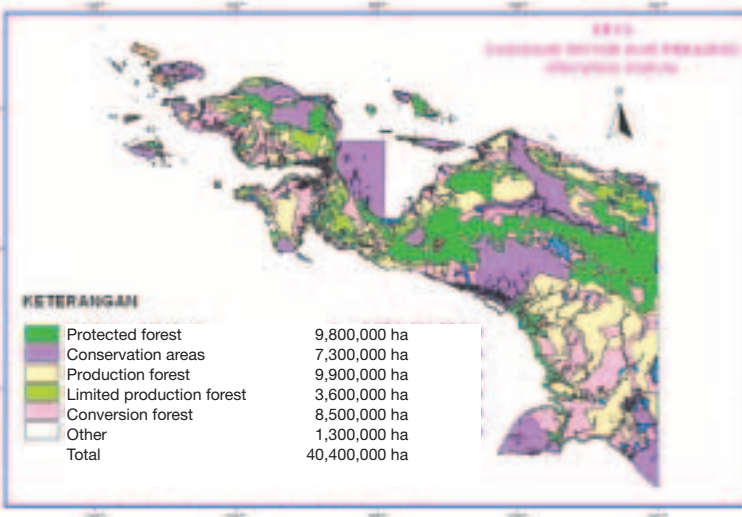 KETERANGAN
Protected forest 9,800,000 ha
Conservation areas 7,300,000 ha
Production forest 9,900,000 ha
Limited production forest 3,600,000 ha
Conversion forest 8,500,000 ha
Other 1,300,000 ha
Total 40,400,000 ha